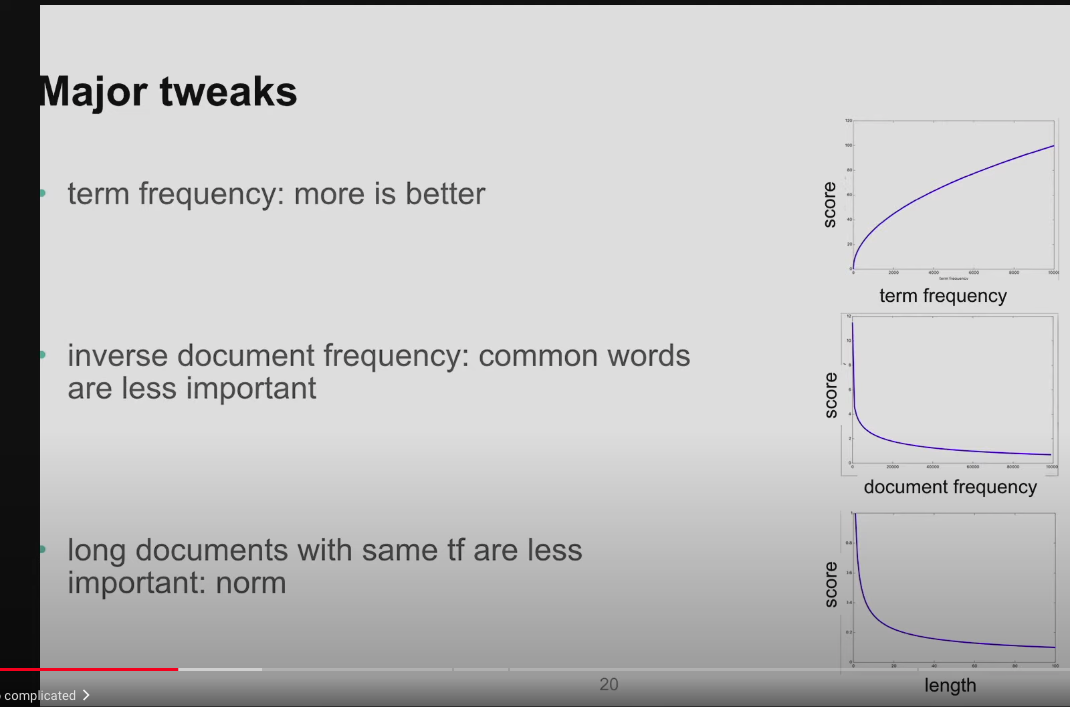 Major tweaks
term frequency: more is better
score
term frequency
inverse document frequency: common words
are less important
score
document frequency
long documents with same tf are less
important: norm
score
length
20
complicated